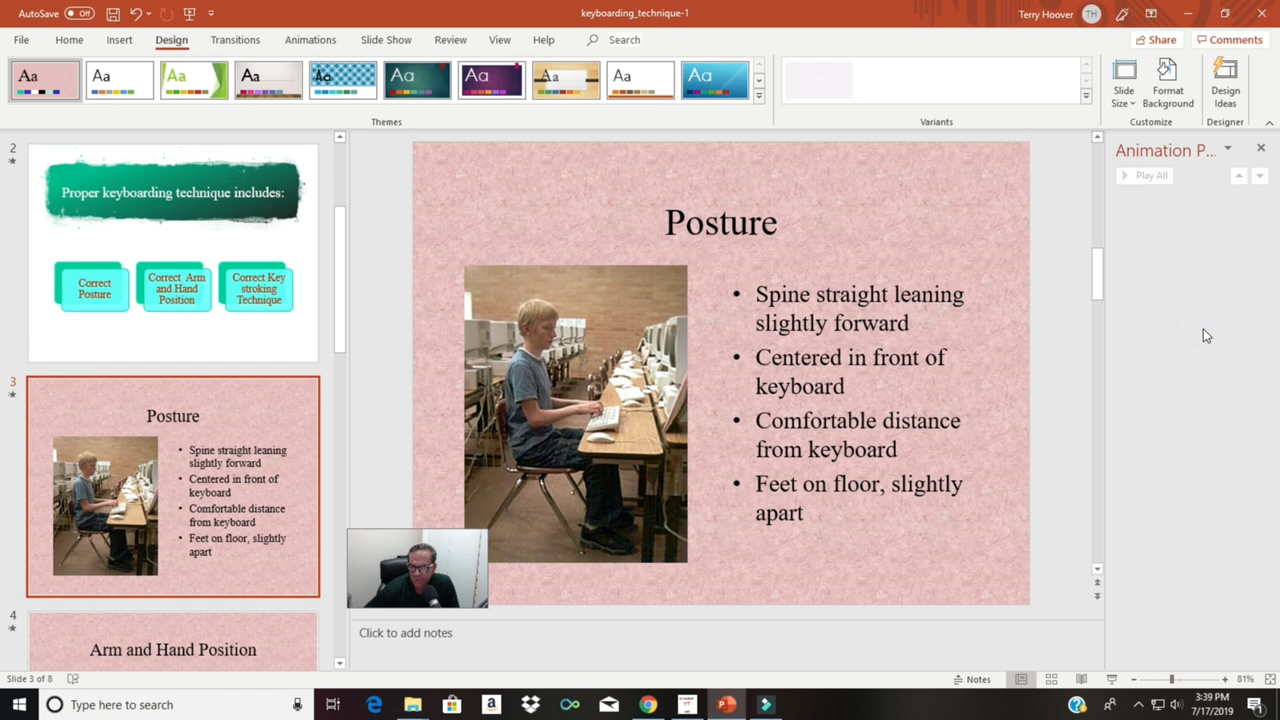 AutoSave Off
keyboarding_technique-1
Terry Hoover TH
File Home Insert Design Transitions Animations Slide Show Review View Help Search
Share Comments
Aa Aa Aa Aa Aa Aa Aa Aa Aa Aa
Slide Size
Format Background
Design Ideas
Themes
Variants
Customize
Designer
2
Proper keyboarding technique includes:
Correct
Posture
Correct Arm
and Hand
Position
Correct Key
stroking
Technique
3
Posture
Spine straight leaning
slightly forward
Centered in front of
keyboard
Comfortable distance
from keyboard
Feet on floor, slightly
apart
4
Arm and Hand Position
Posture
• Spine straight leaning
slightly forward
• Centered in front of
keyboard
• Comfortable distance
from keyboard
• Feet on floor, slightly
apart
Animation P...
Play All
Click to add notes
Slide 3 of 8
Notes
81%
Type here to search
3:39 PM
7/17/2019